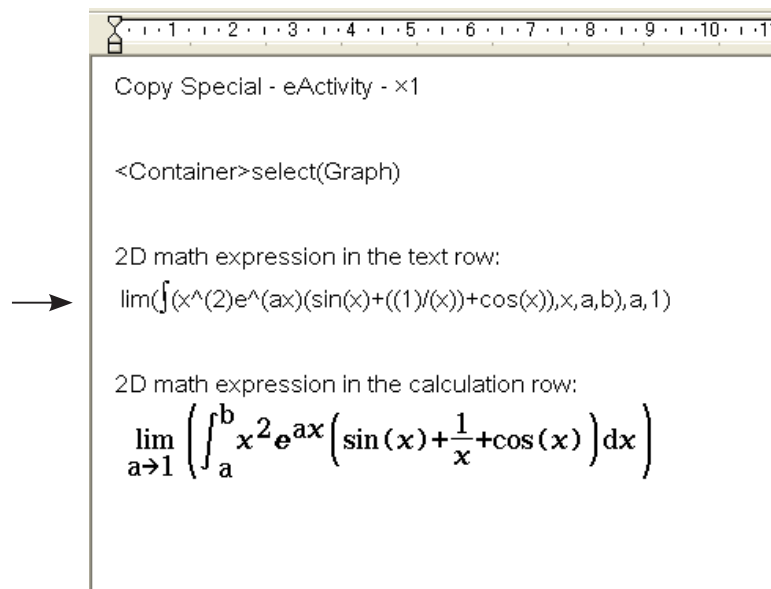 1 2 3 4 5 6 7 8 9 10 1
Copy Special - eActivity - ×1
<Container>select(Graph)
2D math expression in the text row:
lim(∫(x^(2)e^(ax)(sin(x)+((1)/(x))+cos(x)),x,a,b),a,1)
2D math expression in the calculation row:
lim a→1 (∫ₐᵇ x²eᵃˣ(sin(x)+1/x+cos(x))dx)